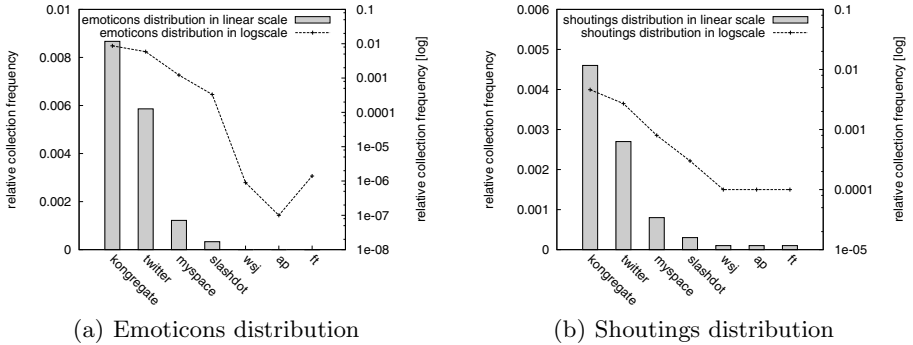 0.01
0.008
0.006
0.004
0.002
0
relative collection frequency
emoticons distribution in linear scale
emoticons distribution in logscale
0.1
0.01
0.001
0.0001
1e-05
1e-06
1e-07
1e-08
relative collection frequency [log]
kongregate
twitter
myspace
slashdot
wsj
ap
ft
(a) Emoticons distribution
0.006
0.005
0.004
0.003
0.002
0.001
0
relative collection frequency
shoutings distribution in linear scale
shoutings distribution in logscale
0.1
0.01
0.001
0.0001
1e-05
relative collection frequency [log]
kongregate
twitter
myspace
slashdot
wsj
ap
ft
(b) Shoutings distribution